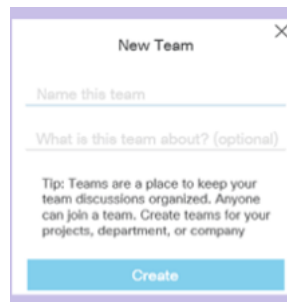 New Team
Name this team
What is this team about? (optional)
Tip: Teams are a place to keep your
team discussions organized. Anyone
can join a team. Create teams for your
projects, department, or company
Create